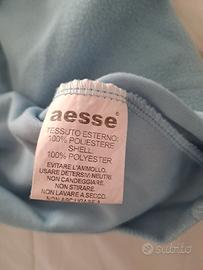 aesse
TESSUTO ESTERNO:
100% POLIESTERE
SHELL:
100% POLYESTER
EVITARE L'AMMOLLO.
USARE DETERSIVI NEUTRI
NON CANDEGGIARE.
NON STIRARE.
NON LAVARE A SECCO.
subito